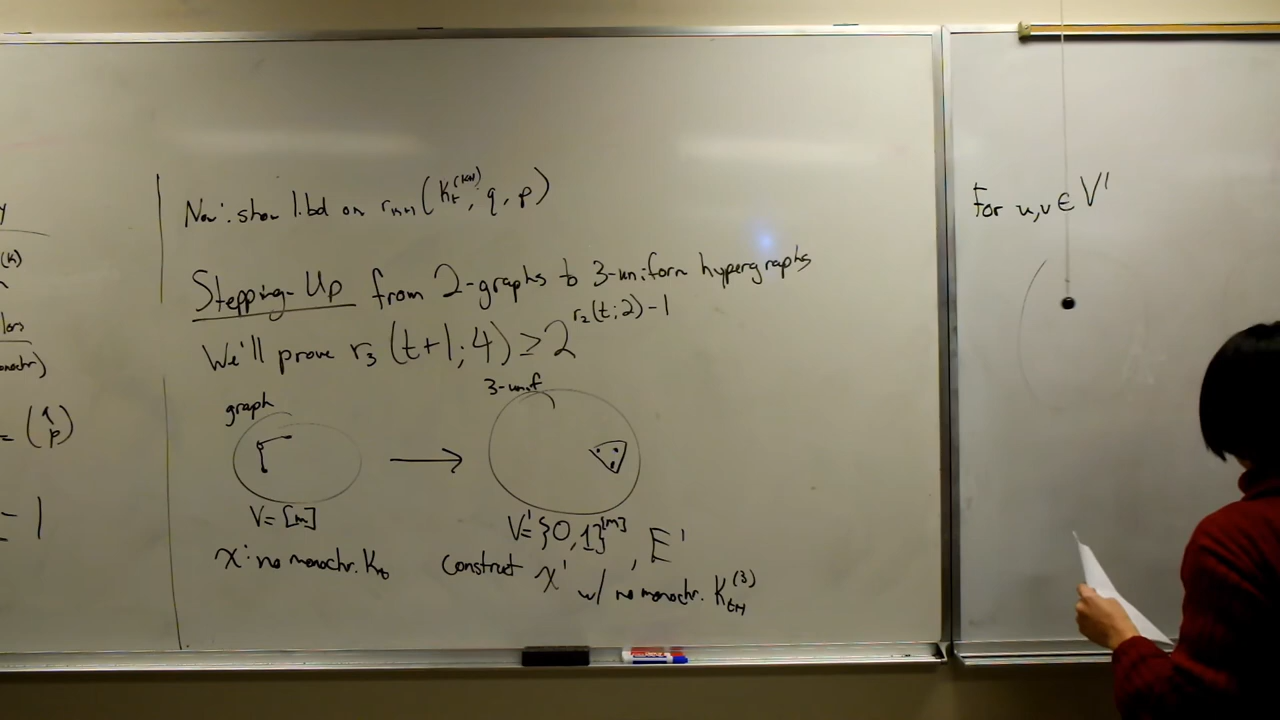 y
(k)
lors
= (q p)
- 1
Now: show l.bd on r_{k+1}(K_t^{(k+1)}; q, p)
Stepping-Up from 2-graphs to 3-uniform hypergraphs
We'll prove r_3 (t+1; 4) ≥ 2^{r_2(t; 2) - 1}
graph
3-unif
V = [m]
V' = {0, 1}^{[m]}, E'
χ: no monochr. K_t
construct χ' w/ no monochr. K_{t+1}^{(3)}
For u, v ∈ V'